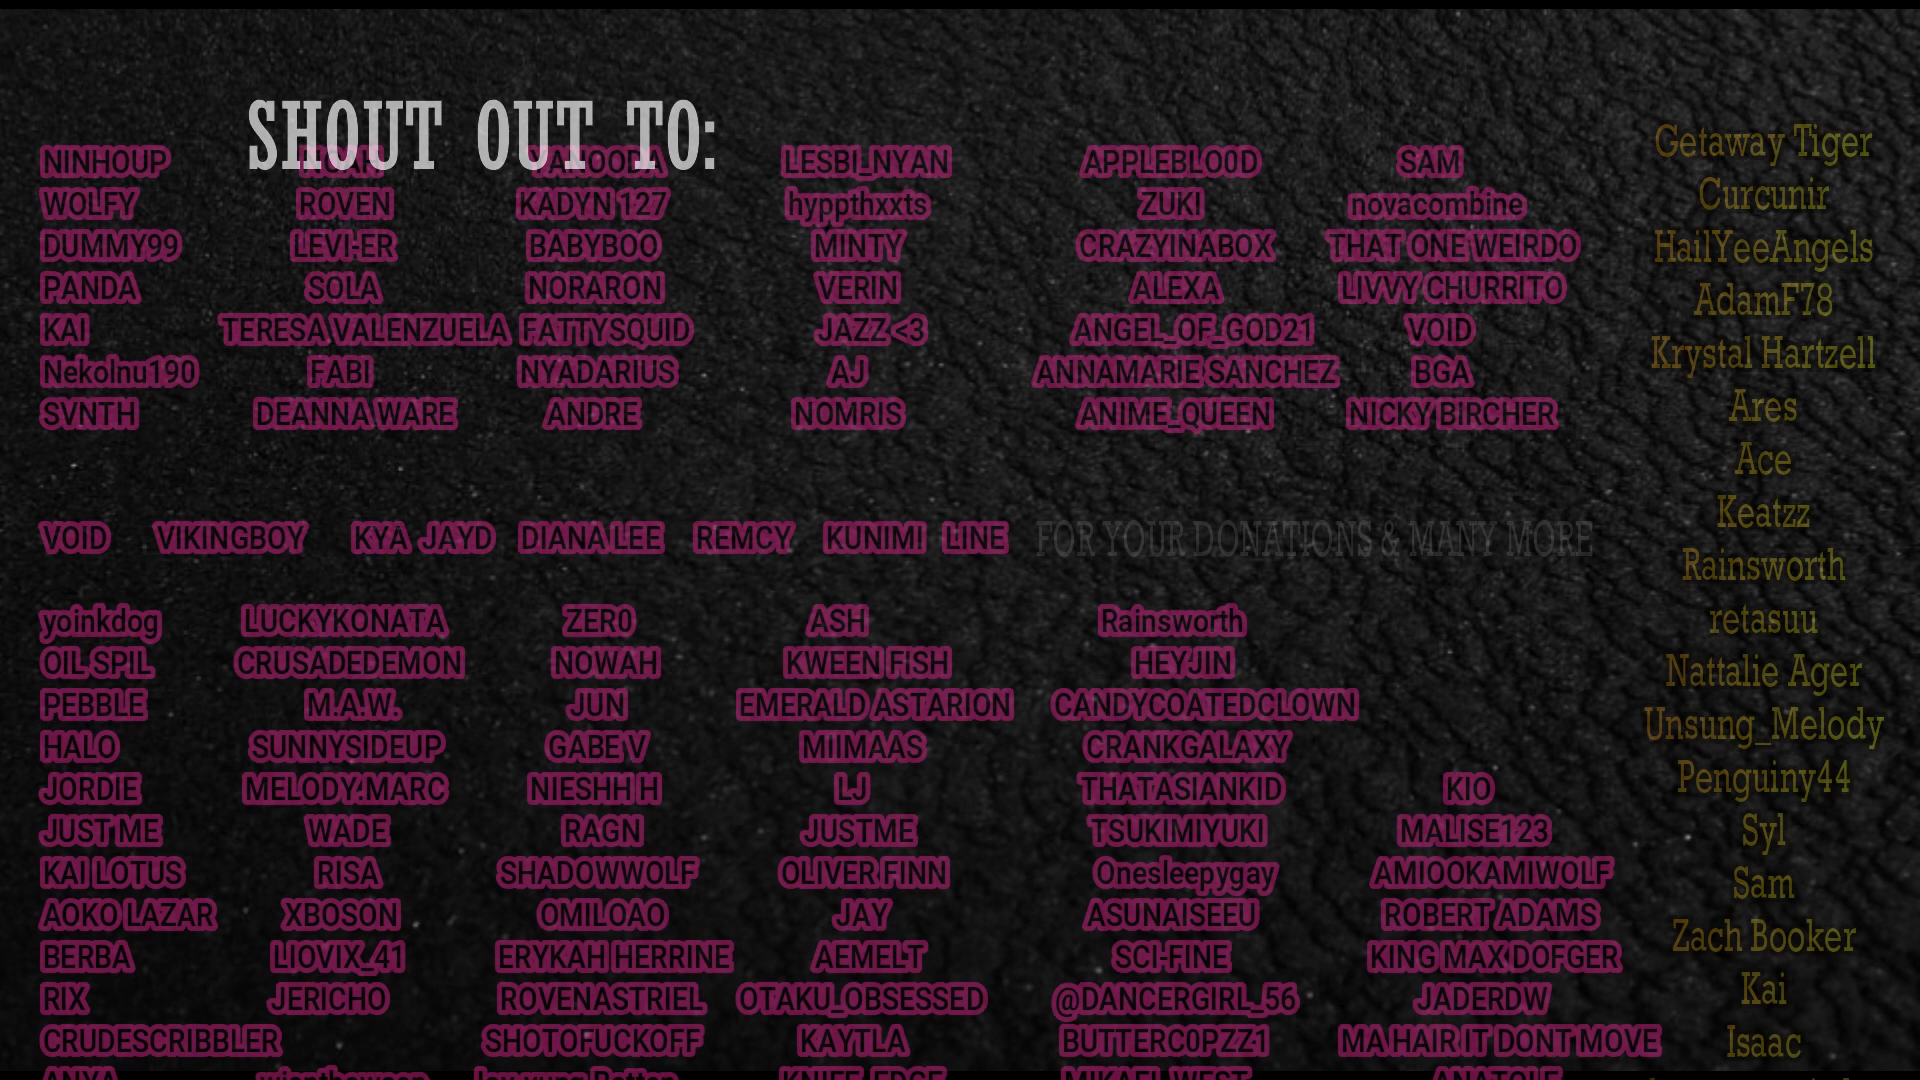 SHOUT OUT TO:
NINHOUP NOAH LESBI_NYAN APPLEBLO0D SAM
WOLFY ROVEN KADYN 127 hyppthxxts ZUKI novacombine
DUMMY99 LEVI-ER BABYBOO MINTY CRAZYINABOX THAT ONE WEIRDO
PANDA SOLA NORARON VERIN ALEXA LIVVY CHURRITO
KAI TERESA VALENZUELA FATTYSQUID JAZZ <3 ANGEL_OF_GOD21 VOID
NekoInu190 FABI NYADARIUS AJ ANNAMARIE SANCHEZ BGA
SVNTH DEANNA WARE ANDRE NOMRIS ANIME_QUEEN NICKY BIRCHER
VOID VIKINGBOY KYA JAYD DIANA LEE REMCY KUNIMI LINE FOR YOUR DONATIONS & MANY MORE
yoinkdog LUCKYKONATA ZER0 ASH Rainsworth
OIL SPIL CRUSADEDEMON NOWAH KWEEN FISH HEYJIN
PEBBLE M.A.W. JUN EMERALD ASTARION CANDYCOATEDCLOWN
HALO SUNNYSIDEUP GABE V MIIMAAS CRANKGALAXY
JORDIE MELODY.MARC NIESHH H LJ THATASIANKID KIO
JUST ME WADE RAGN JUSTME TSUKIMIYUKI MALISE123
KAI LOTUS RISA SHADOWWOLF OLIVER FINN Onesleepygay AMIOOKAMIWOLF
AOKO LAZAR XBOSON OMILOAO JAY ASUNAISEEU ROBERT ADAMS
BERBA LIOVIX_41 ERYKAH HERRINE AEMELT SCI-FINE KING MAX DOFGER
RIX JERICHO ROVENASTRIEL OTAKU_OBSESSED @DANCERGIRL_56 JADERDW
CRUDESCRIBBLER SHOTOFUCKOFF KAYTLA BUTTERC0PZZ1 MA HAIR IT DONT MOVE
Getaway Tiger
Curcunir
HailYeeAngels
AdamF78
Krystal Hartzell
Ares
Ace
Keatzz
Rainsworth
retasuu
Nattalie Ager
Unsung_Melody
Penguiny44
Syl
Sam
Zach Booker
Kai
Isaac